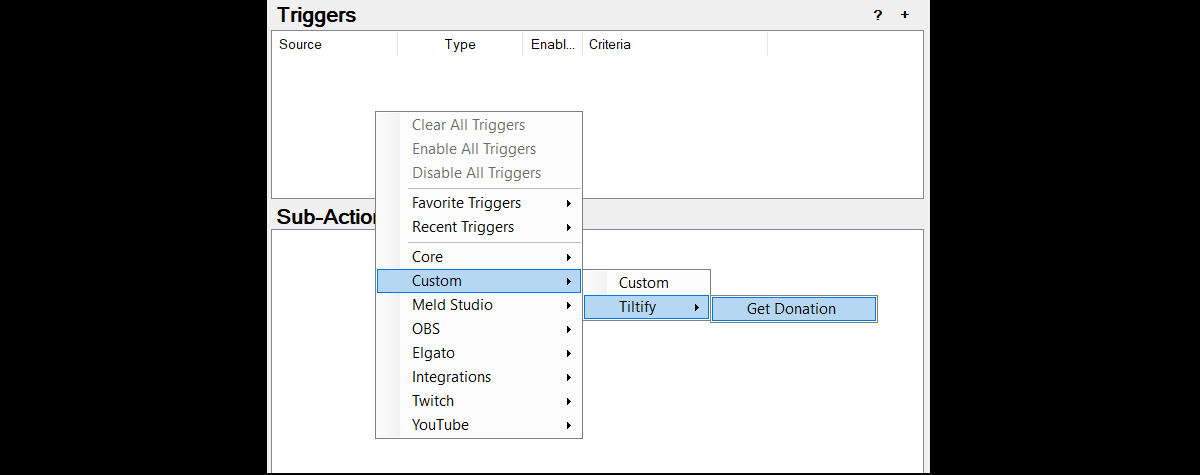 Triggers ? +
Source Type Enabl... Criteria
Clear All Triggers
Enable All Triggers
Disable All Triggers
Favorite Triggers
Recent Triggers
Sub-Action
Core
Custom
Custom
Meld Studio
Tiltify
Get Donation
OBS
Elgato
Integrations
Twitch
YouTube